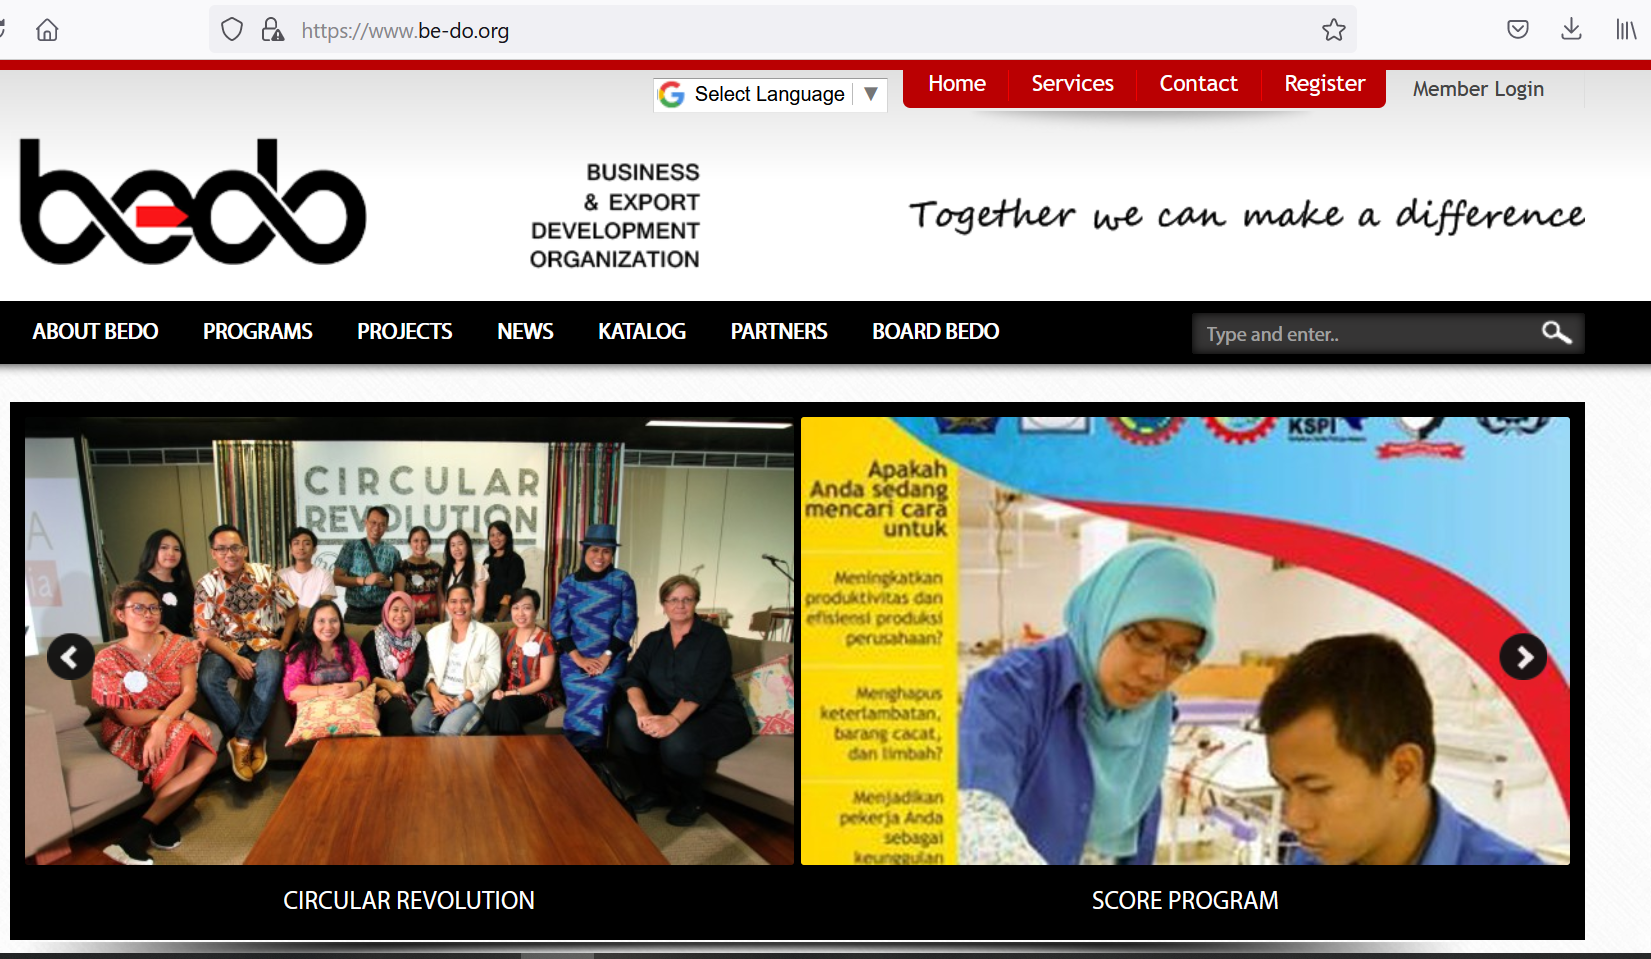 https://www.be-do.org
Select Language ▼
Home
Services
Contact
Register
Member Login
bedo
BUSINESS
& EXPORT
DEVELOPMENT
ORGANIZATION
Together we can make a difference
ABOUT BEDO
PROGRAMS
PROJECTS
NEWS
KATALOG
PARTNERS
BOARD BEDO
Type and enter..
CIRCULAR
REVOLUTION
KSPI
Apakah
Anda sedang
mencari cara
untuk
Meningkatkan
produktivitas dan
efisiensi produksi
perusahaan?
Menghapus
keterlambatan,
barang cacat,
dan limbah?
Menjadikan
pekerja Anda
sebagai
keunggulan
CIRCULAR REVOLUTION
SCORE PROGRAM